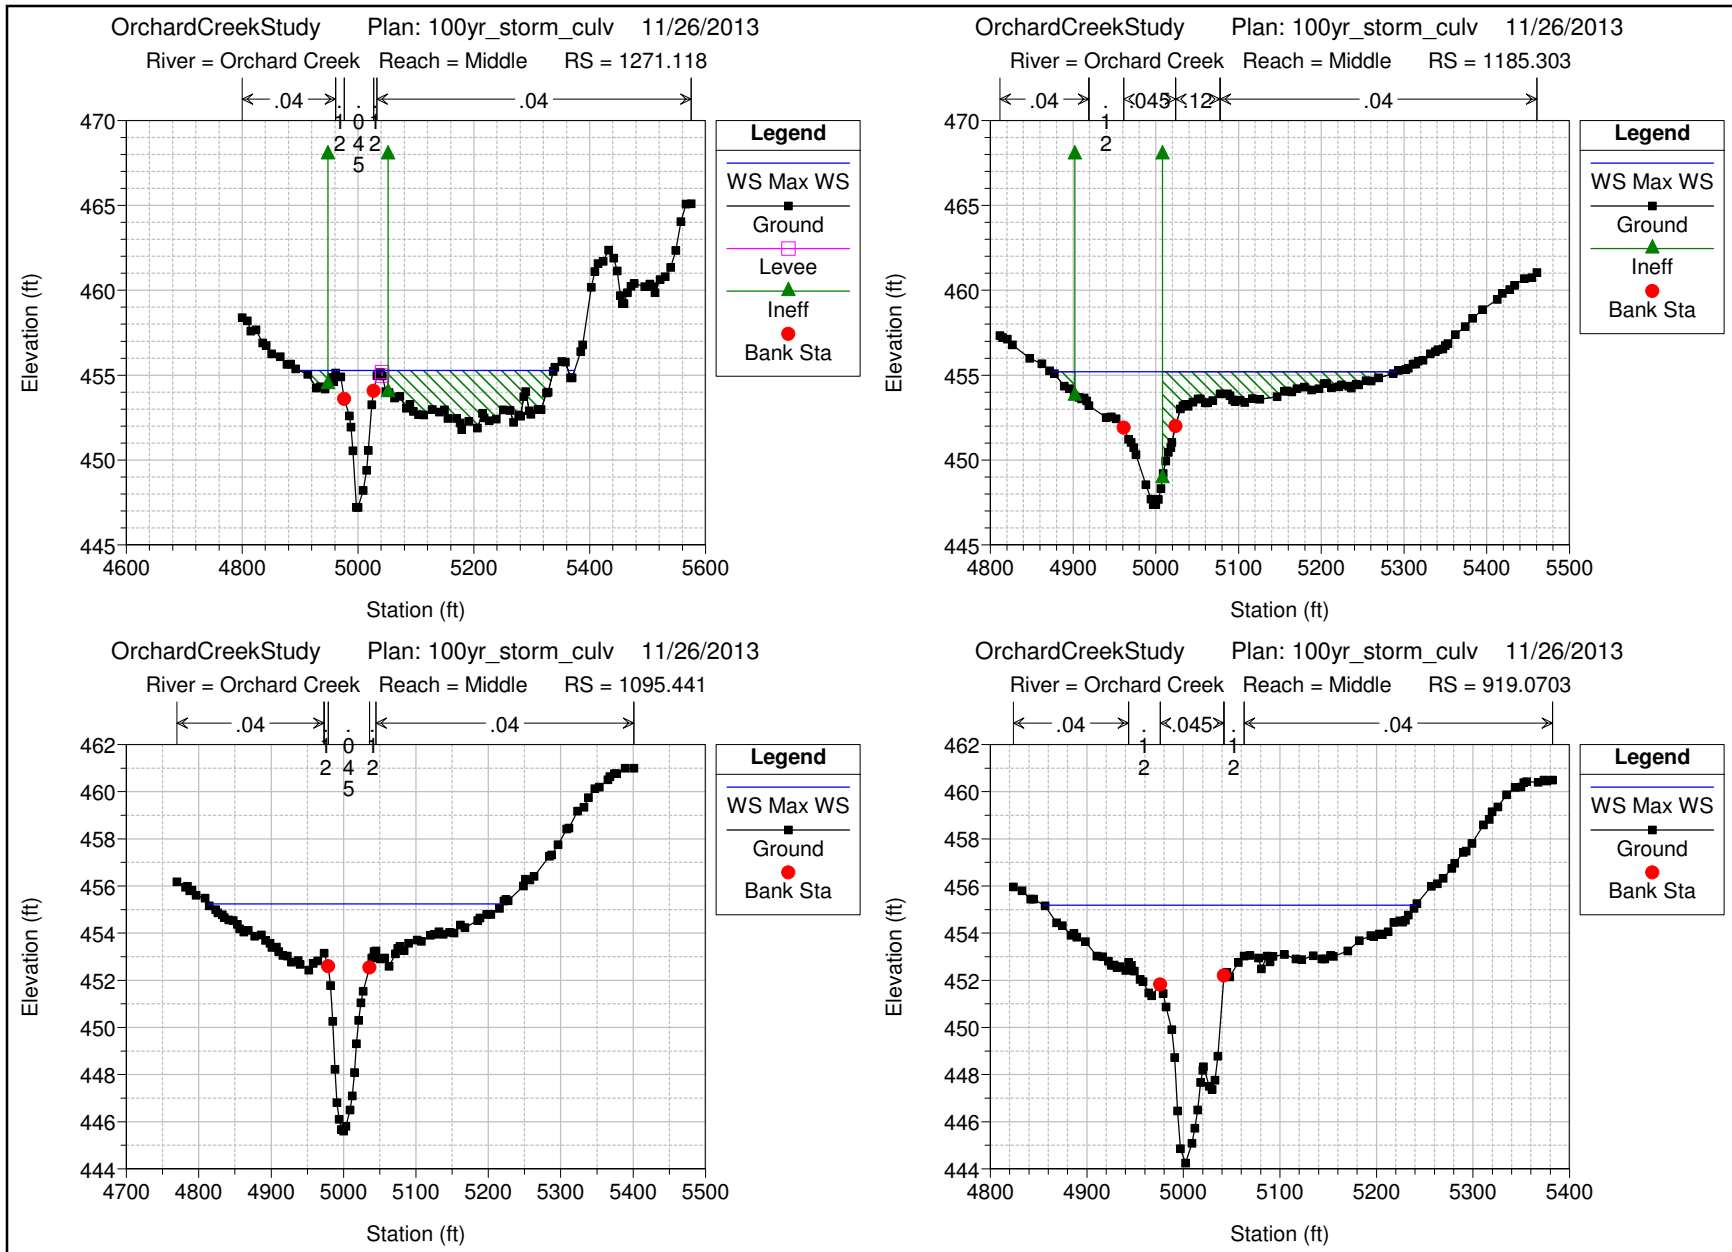 OrchardCreekStudy Plan: 100yr_storm_culv 11/26/2013
River = Orchard Creek Reach = Middle RS = 1271.118
.04 .12 .045 .12 .04
470
465
460
455
450
445
4600 4800 5000 5200 5400 5600
Elevation (ft)
Station (ft)
Legend
WS Max WS
Ground
Levee
Ineff
Bank Sta
OrchardCreekStudy Plan: 100yr_storm_culv 11/26/2013
River = Orchard Creek Reach = Middle RS = 1185.303
.04 .12 .045 .12 .04
470
465
460
455
450
445
4800 4900 5000 5100 5200 5300 5400 5500
Elevation (ft)
Station (ft)
Legend
WS Max WS
Ground
Ineff
Bank Sta
OrchardCreekStudy Plan: 100yr_storm_culv 11/26/2013
River = Orchard Creek Reach = Middle RS = 1095.441
.04 .12 .045 .12 .04
462
460
458
456
454
452
450
448
446
444
4700 4800 4900 5000 5100 5200 5300 5400 5500
Elevation (ft)
Station (ft)
Legend
WS Max WS
Ground
Bank Sta
OrchardCreekStudy Plan: 100yr_storm_culv 11/26/2013
River = Orchard Creek Reach = Middle RS = 919.0703
.04 .12 .045 .12 .04
462
460
458
456
454
452
450
448
446
444
4800 4900 5000 5100 5200 5300 5400
Elevation (ft)
Station (ft)
Legend
WS Max WS
Ground
Bank Sta